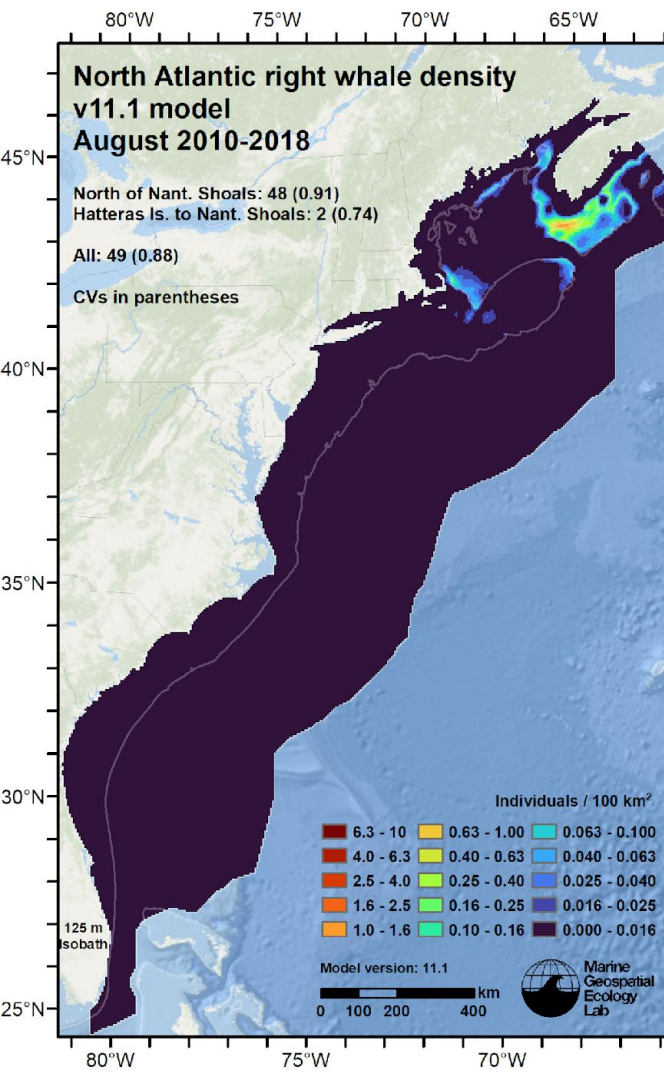 80°W 75°W 70°W 65°W
North Atlantic right whale density
v11.1 model
August 2010-2018
45°N
North of Nant. Shoals: 48 (0.91)
Hatteras Is. to Nant. Shoals: 2 (0.74)
All: 49 (0.88)
CVs in parentheses
40°N
35°N
30°N
Individuals / 100 km²
6.3 - 10 0.63 - 1.00 0.063 - 0.100
4.0 - 6.3 0.40 - 0.63 0.040 - 0.063
2.5 - 4.0 0.25 - 0.40 0.025 - 0.040
1.6 - 2.5 0.16 - 0.25 0.016 - 0.025
1.0 - 1.6 0.10 - 0.16 0.000 - 0.016
125 m
Isobath
Model version: 11.1
km
0 100 200 400
Marine
Geospatial
Ecology
Lab
25°N
80°W 75°W 70°W